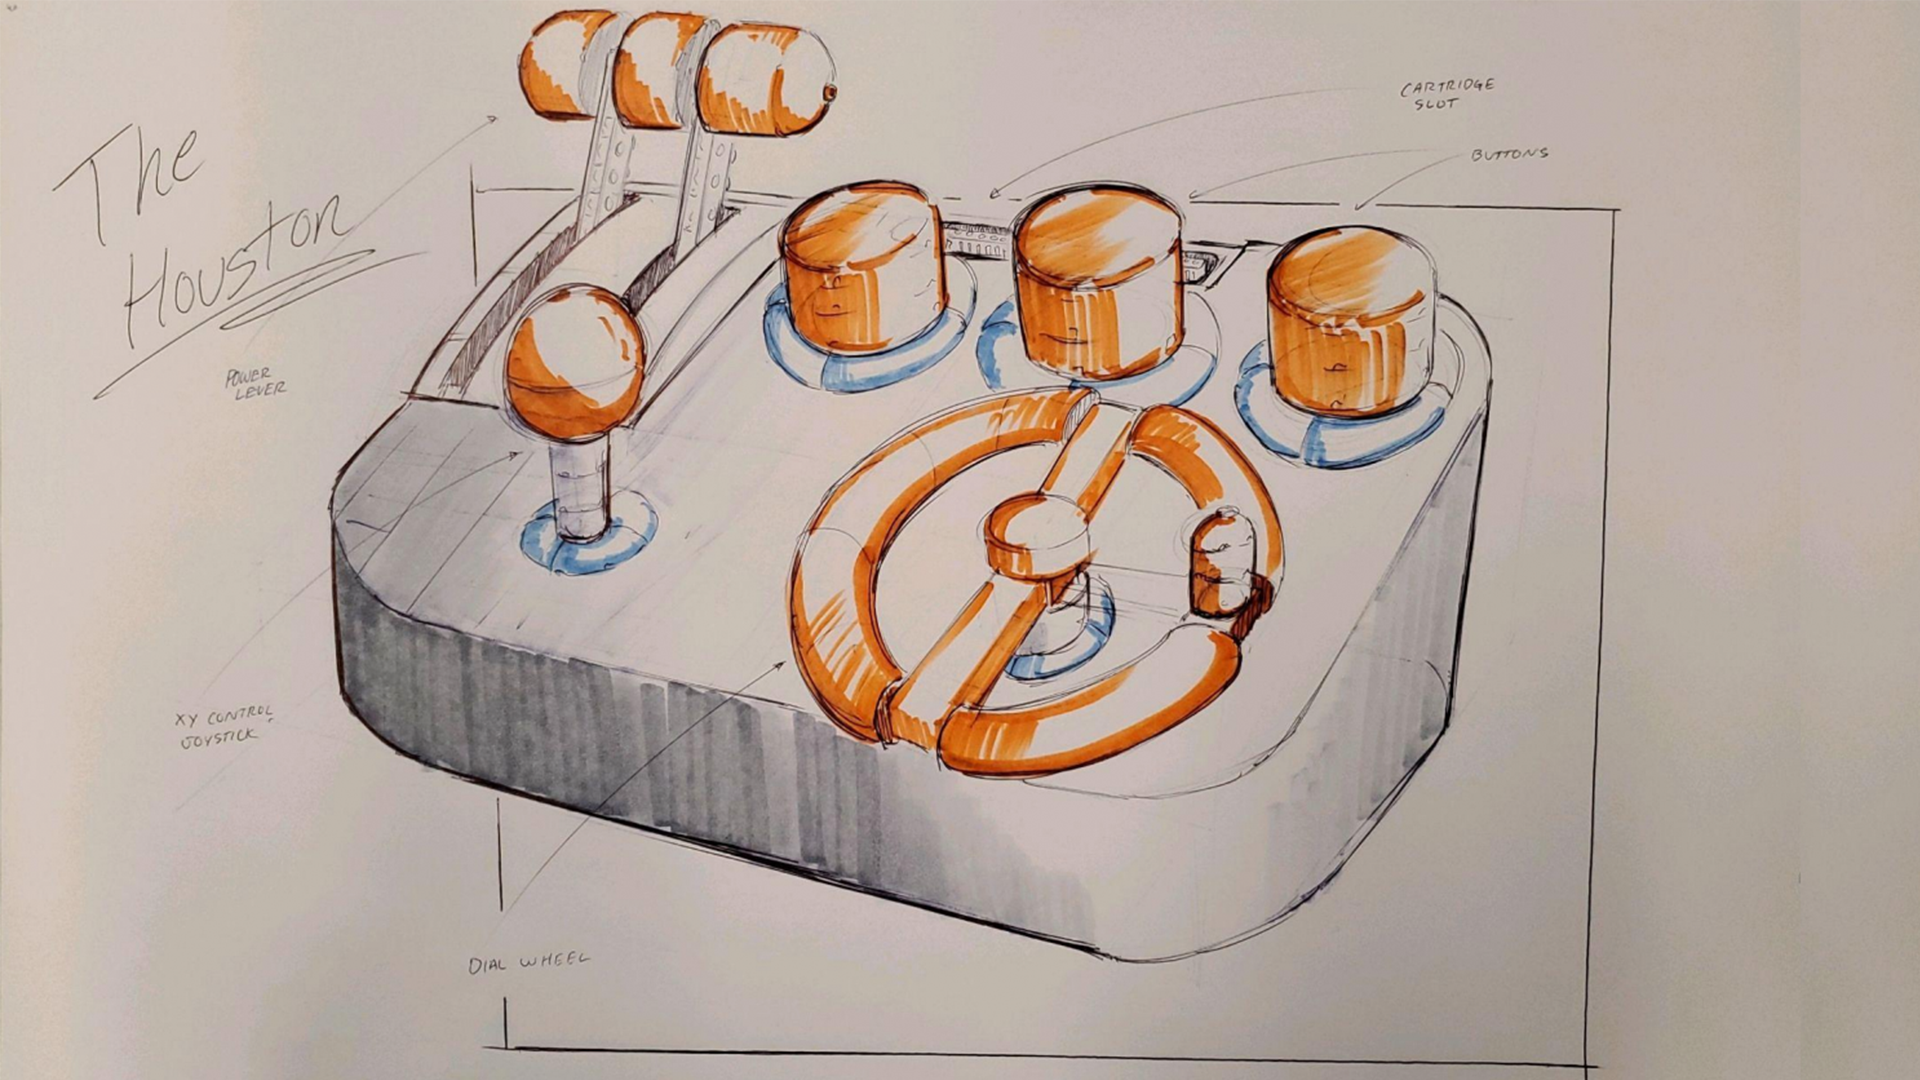 The
Houston
CARTRIDGE
SLOT
BUTTONS
POWER
LEVER
XY CONTROL
JOYSTICK
DIAL WHEEL